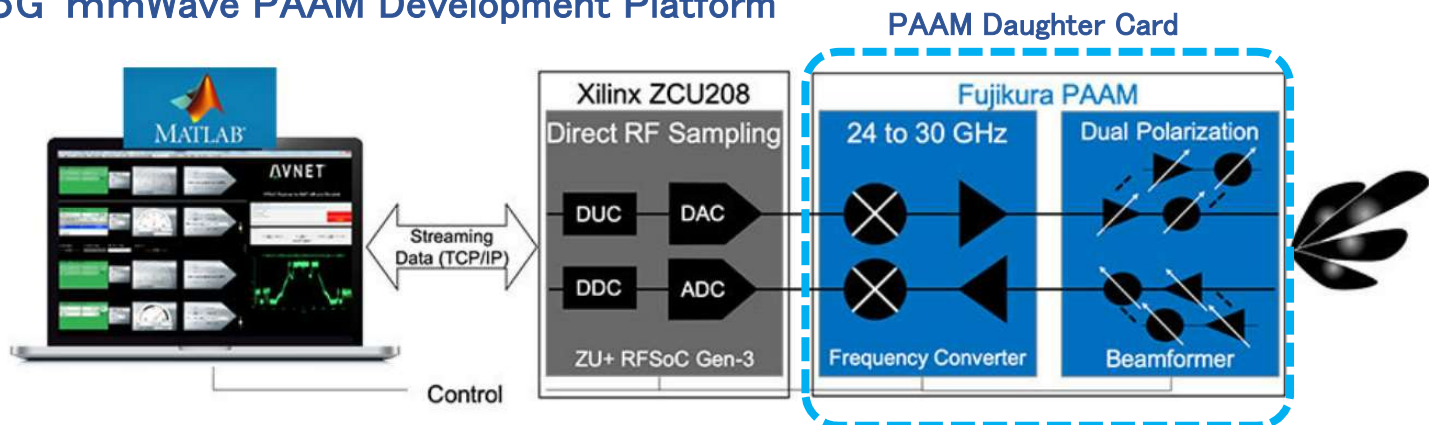 5G mmWave PAAM Development Platform
PAAM Daughter Card
MATLAB
AVNET
Streaming
Data (TCP/IP)
Control
Xilinx ZCU208
Direct RF Sampling
DUC
DAC
DDC
ADC
ZU+ RFSoC Gen-3
Fujikura PAAM
24 to 30 GHz
Frequency Converter
Dual Polarization
Beamformer